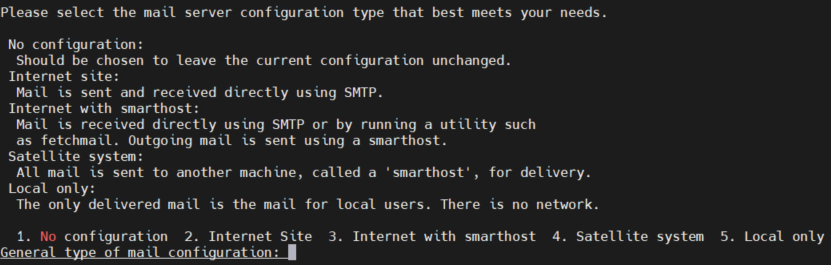 Please select the mail server configuration type that best meets your needs.
No configuration:
Should be chosen to leave the current configuration unchanged.
Internet site:
Mail is sent and received directly using SMTP.
Internet with smarthost:
Mail is received directly using SMTP or by running a utility such
as fetchmail. Outgoing mail is sent using a smarthost.
Satellite system:
All mail is sent to another machine, called a 'smarthost', for delivery.
Local only:
The only delivered mail is the mail for local users. There is no network.
1. No configuration  2. Internet Site  3. Internet with smarthost  4. Satellite system  5. Local only
General type of mail configuration: